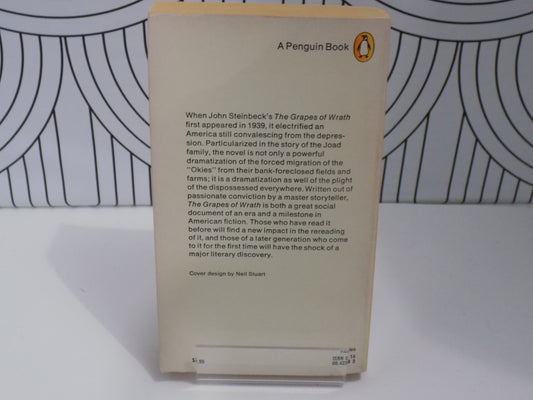 A Penguin Book
When John Steinbeck's The Grapes of Wrath
first appeared in 1939, it electrified an
America still convalescing from the depres-
sion. Particularized in the story of the Joad
family, the novel is not only a powerful
dramatization of the forced migration of the
"Okies" from their bank-foreclosed fields and
farms; it is a dramatization as well of the plight
of the dispossessed everywhere. Written out of
passionate conviction by a master storyteller,
The Grapes of Wrath is both a great social
document of an era and a milestone in
American fiction. Those who have read it
before will find a new impact in the rereading
of it, and those of a later generation who come
to it for the first time will have the shock of a
major literary discovery.
Cover design by Neil Stuart
ISBN 0 14